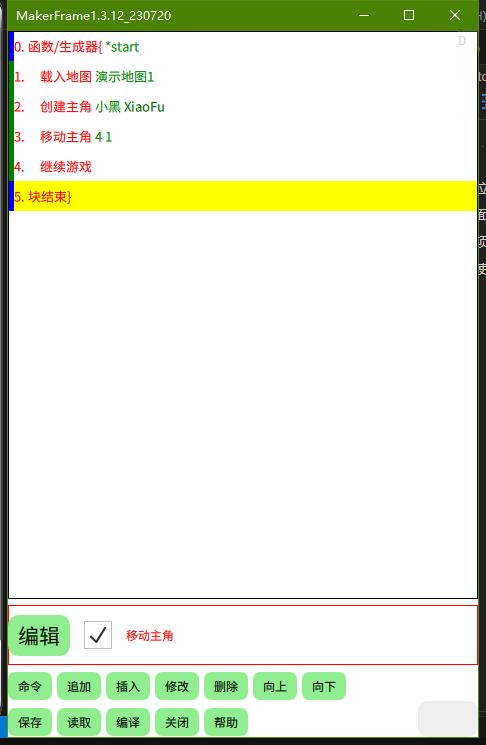 MakerFrame1.3.12_230720
D
0. 函数/生成器{ *start
1. 载入地图 演示地图1
2. 创建主角 小黑 XiaoFu
3. 移动主角 4 1
4. 继续游戏
5. 块结束}
编辑 移动主角
命令 追加 插入 修改 删除 向上 向下
保存 读取 编译 关闭 帮助